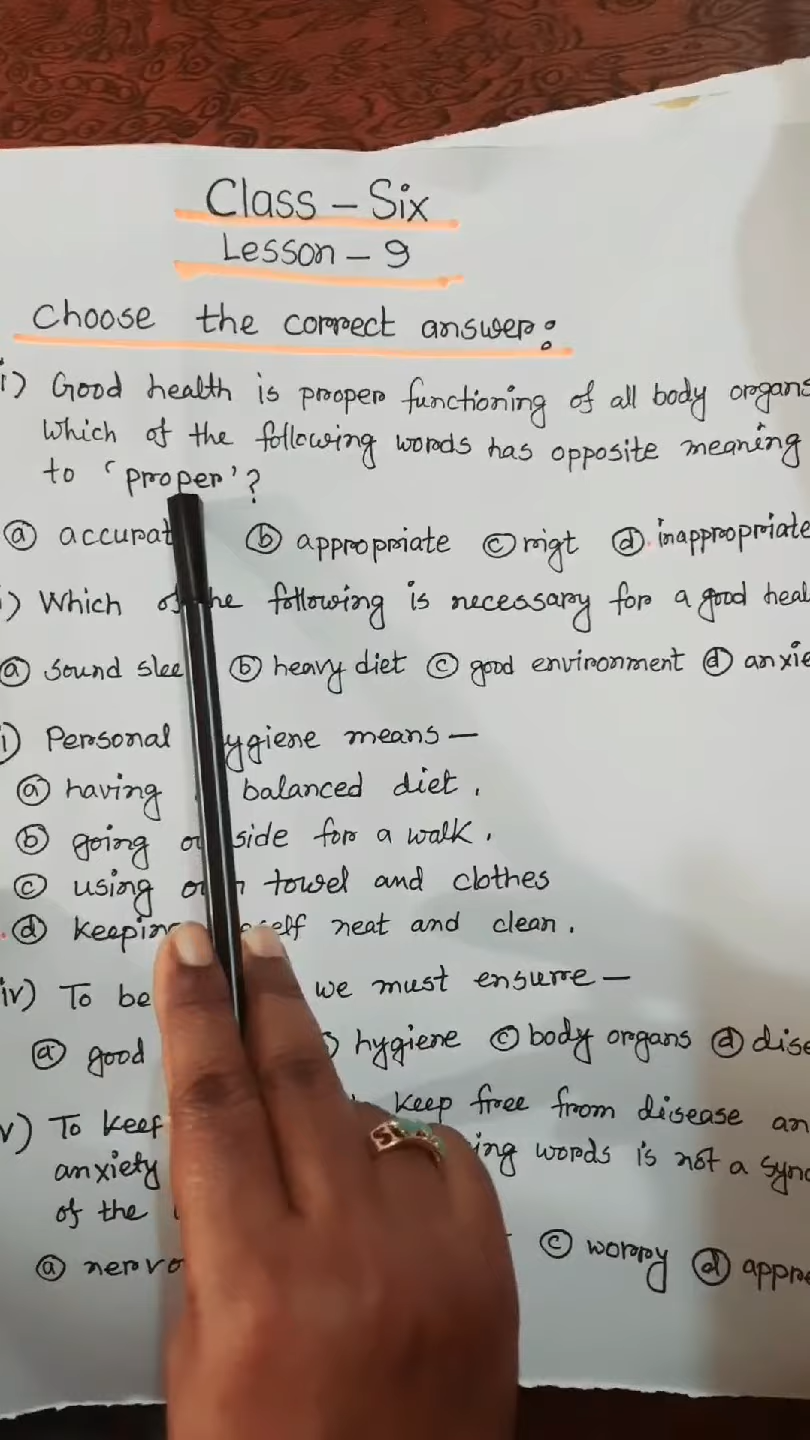 Class – Six
Lesson – 9
Choose the correct answer:
i) Good health is proper functioning of all body organs
Which of the following words has opposite meaning
to 'proper'?
ⓐ accurat ⓑ appropriate ⓒ rigt ⓓ inappropriate
) Which of the following is necessary for a good heal
ⓐ sound slee ⓑ heavy diet ⓒ good environment ⓓ anxie
i) Personal hygiene means —
ⓐ having balanced diet.
ⓑ going side for a walk.
ⓒ using towel and clothes
ⓓ keeping neat and clean.
iv) To be we must ensure —
ⓐ good hygiene ⓒ body organs ⓓ dise
v) To keep keep free from disease an
anxiety ing words is not a syno
of the
ⓐ nervo ⓒ worry ⓓ appre